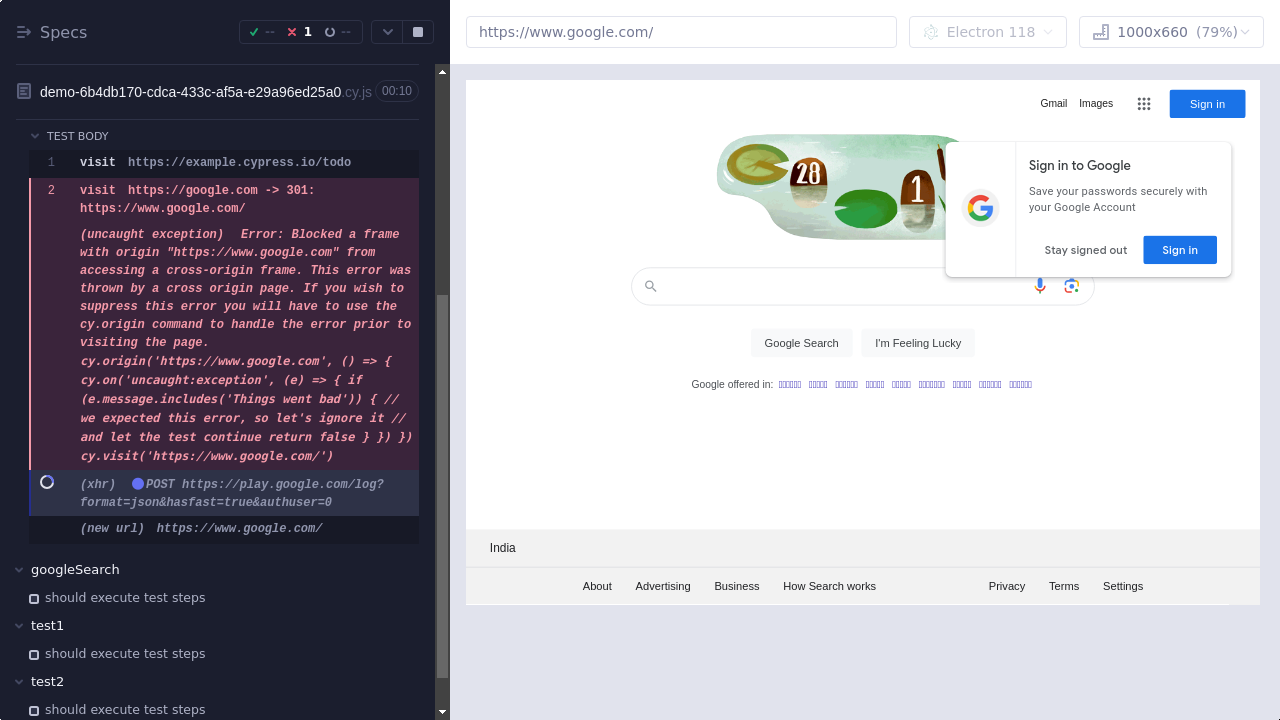 Specs
--
1
--
demo-6b4db170-cdca-433c-af5a-e29a96ed25a0.cy.js
00:10
TEST BODY
1 visit https://example.cypress.io/todo
2 visit https://google.com -> 301:
https://www.google.com/
(uncaught exception) Error: Blocked a frame
with origin "https://www.google.com" from
accessing a cross-origin frame. This error was
thrown by a cross origin page. If you wish to
suppress this error you will have to use the
cy.origin command to handle the error prior to
visiting the page.
cy.origin('https://www.google.com', () => {
cy.on('uncaught:exception', (e) => { if
(e.message.includes('Things went bad')) { //
we expected this error, so let's ignore it //
and let the test continue return false } }) })
cy.visit('https://www.google.com/')
(xhr) POST https://play.google.com/log?
format=json&hasfast=true&authuser=0
(new url) https://www.google.com/
googleSearch
should execute test steps
test1
should execute test steps
test2
should execute test steps
https://www.google.com/
Electron 118
1000x660 (79%)
Gmail Images
Sign in
28
1
Sign in to Google
Save your passwords securely with
your Google Account
Stay signed out
Sign in
Google Search
I'm Feeling Lucky
Google offered in:
India
About Advertising Business How Search works
Privacy Terms Settings